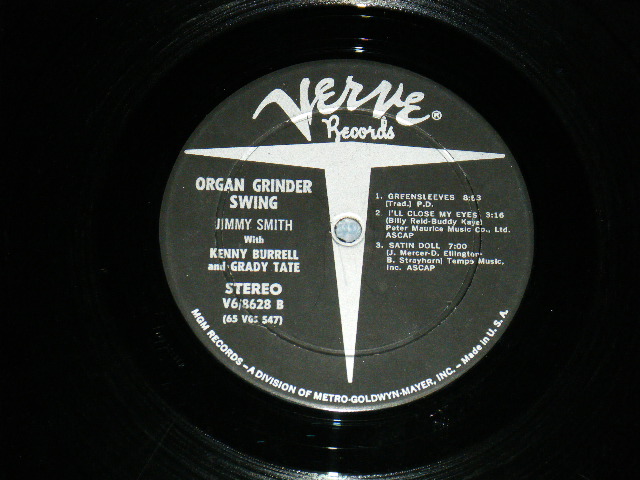 Verve®
Records
ORGAN GRINDER
SWING
JIMMY SMITH
With
KENNY BURRELL
and GRADY TATE
STEREO
V6/8628 B
(65 VGS 547)
1. GREENSLEEVES 8:53
(Trad.) P.D.
2. I'LL CLOSE MY EYES 3:16
(Billy Reid-Buddy Kaye)
Peter Maurice Music Co., Ltd.
ASCAP
3. SATIN DOLL 7:00
(J. Mercer-D. Ellington-
B. Strayhorn) Tempo Music,
Inc. ASCAP
MGM RECORDS–A DIVISION OF METRO-GOLDWYN-MAYER, INC.–Made in U.S.A.